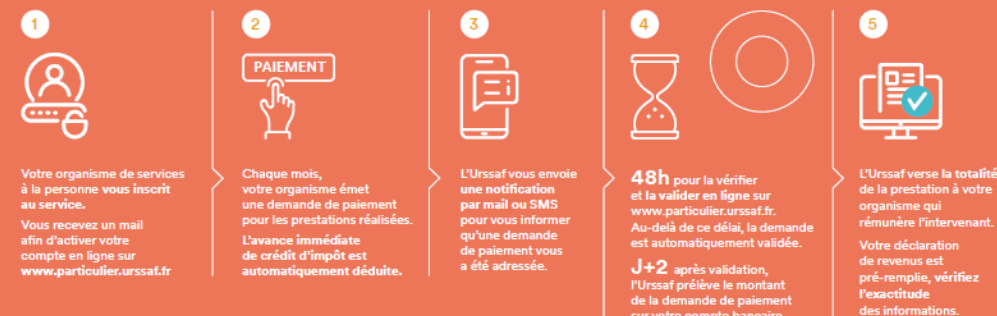 1
Votre organisme de services
à la personne vous inscrit
au service.
Vous recevez un mail
afin d'activer votre
compte en ligne sur
www.particulier.urssaf.fr
2
PAIEMENT
Chaque mois,
votre organisme émet
une demande de paiement
pour les prestations réalisées.
L'avance immédiate
de crédit d'impôt est
automatiquement déduite.
3
L'Urssaf vous envoie
une notification
par mail ou SMS
pour vous informer
qu'une demande
de paiement vous
a été adressée.
4
48h pour la vérifier
et la valider en ligne sur
www.particulier.urssaf.fr.
Au-delà de ce délai, la demande
est automatiquement validée.
J+2 après validation,
l'Urssaf prélève le montant
de la demande de paiement
sur votre compte bancaire
5
L'Urssaf verse la totalité
de la prestation à votre
organisme qui
rémunère l'intervenant.
Votre déclaration
de revenus est
pré-remplie, vérifiez
l'exactitude
des informations.